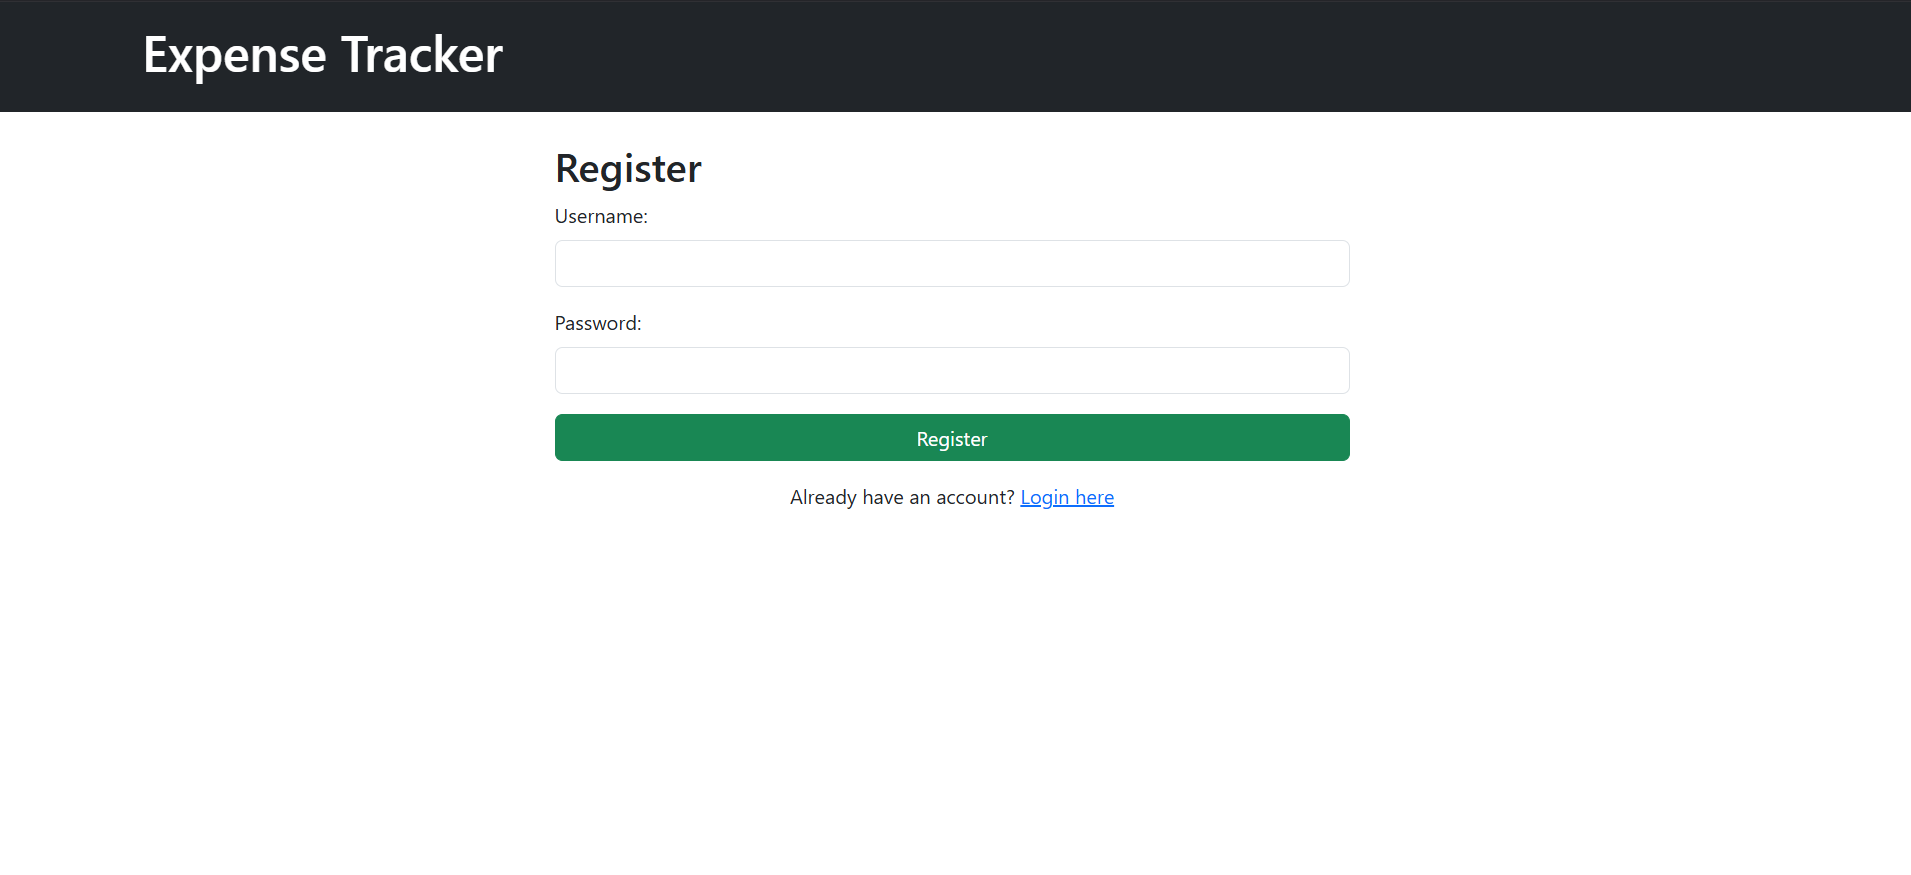 Expense Tracker
Register
Username:
Password:
Register
Already have an account? Login here